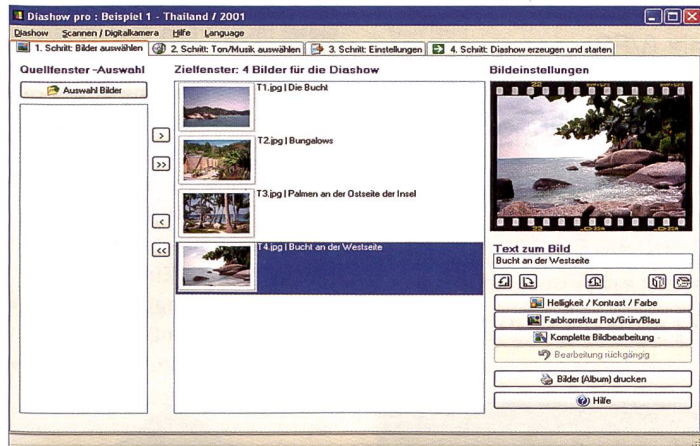 Diashow pro : Beispiel 1 - Thailand / 2001
Diashow Scannen / Digitalkamera Hilfe Language
1. Schritt: Bilder auswählen 2. Schritt: Ton/Musik auswählen 3. Schritt: Einstellungen 4. Schritt: Diashow erzeugen und starten
Quellfenster -Auswahl
Auswahl Bilder
>
>>
<
<<
Zielfenster: 4 Bilder für die Diashow
T1.jpg | Die Bucht
T2.jpg | Bungalows
T3.jpg | Palmen an der Ostseite der Insel
T4.jpg | Bucht an der Westseite
Bildeinstellungen
22
22
Text zum Bild
Bucht an der Westseite
Helligkeit / Kontrast / Farbe
Farbkorrektur Rot/Grün/Blau
Komplette Bildbearbeitung
Bearbeitung rückgängig
Bilder (Album) drucken
Hilfe